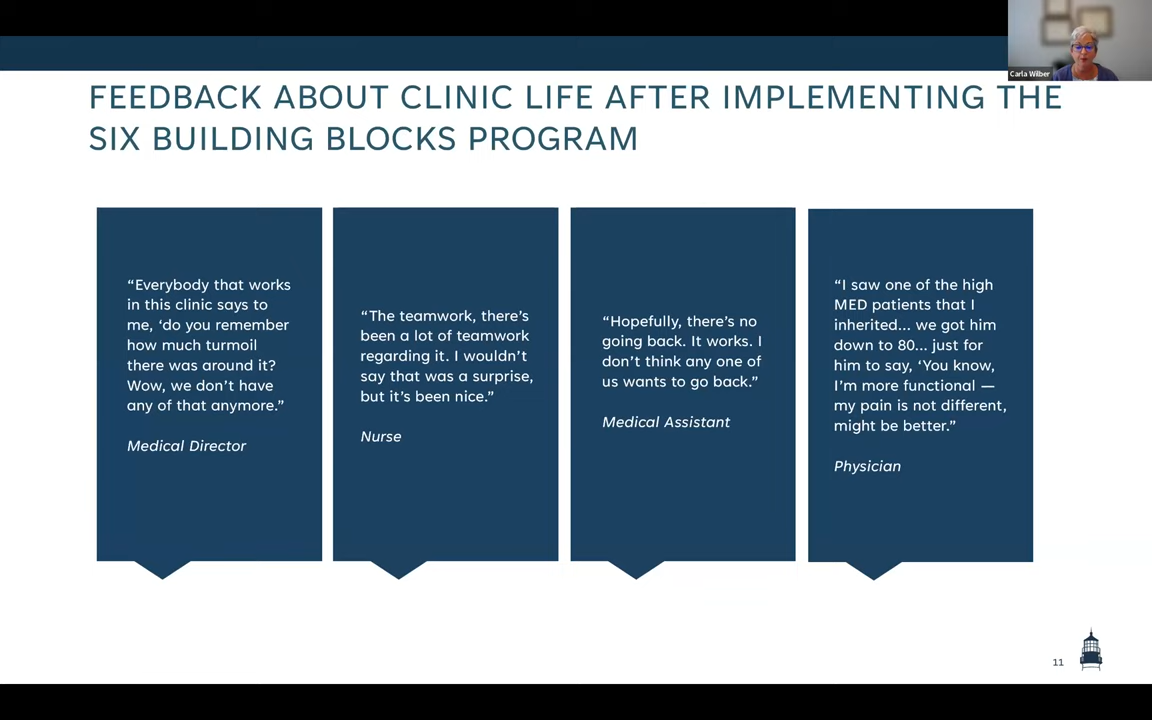 Carla Wilber
FEEDBACK ABOUT CLINIC LIFE AFTER IMPLEMENTING THE
SIX BUILDING BLOCKS PROGRAM
“Everybody that works
in this clinic says to
me, ‘do you remember
how much turmoil
there was around it?
Wow, we don’t have
any of that anymore.”
Medical Director
“The teamwork, there’s
been a lot of teamwork
regarding it. I wouldn’t
say that was a surprise,
but it’s been nice.”
Nurse
“Hopefully, there’s no
going back. It works. I
don’t think any one of
us wants to go back.”
Medical Assistant
“I saw one of the high
MED patients that I
inherited... we got him
down to 80... just for
him to say, ‘You know,
I’m more functional —
my pain is not different,
might be better.”
Physician
11